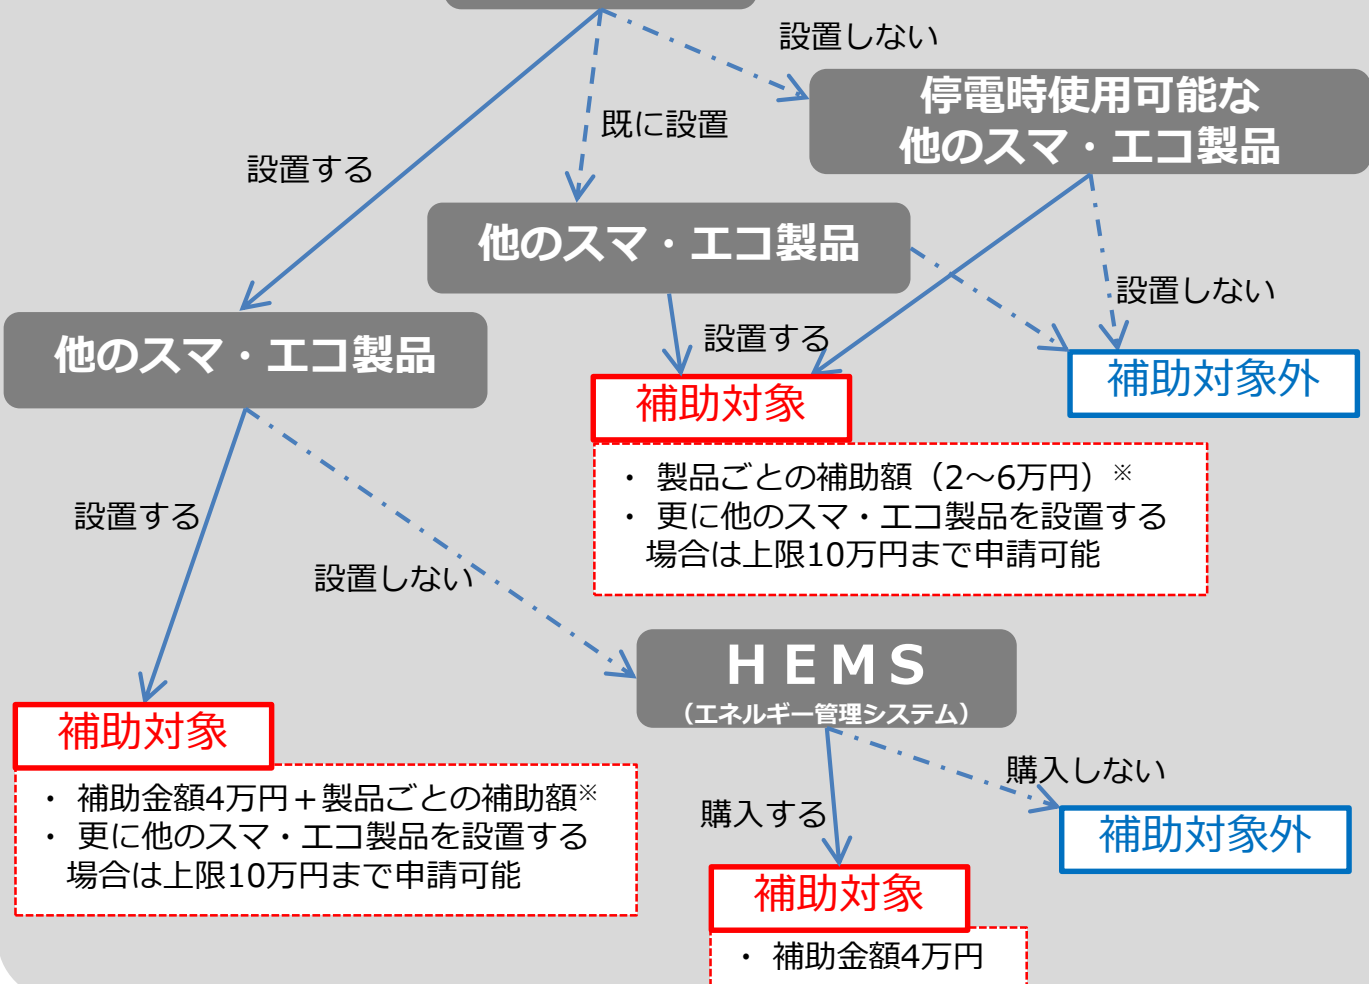 設置しない
停電時使用可能な
他のスマ・エコ製品
既に設置
設置する
他のスマ・エコ製品
設置しない
設置する
他のスマ・エコ製品
補助対象外
補助対象
・ 製品ごとの補助額（2～6万円）※
・ 更に他のスマ・エコ製品を設置する
場合は上限10万円まで申請可能
設置する
設置しない
ＨＥＭＳ
（エネルギー管理システム）
補助対象
・ 補助金額4万円＋製品ごとの補助額※
・ 更に他のスマ・エコ製品を設置する
場合は上限10万円まで申請可能
購入しない
購入する
補助対象外
補助対象
・ 補助金額4万円